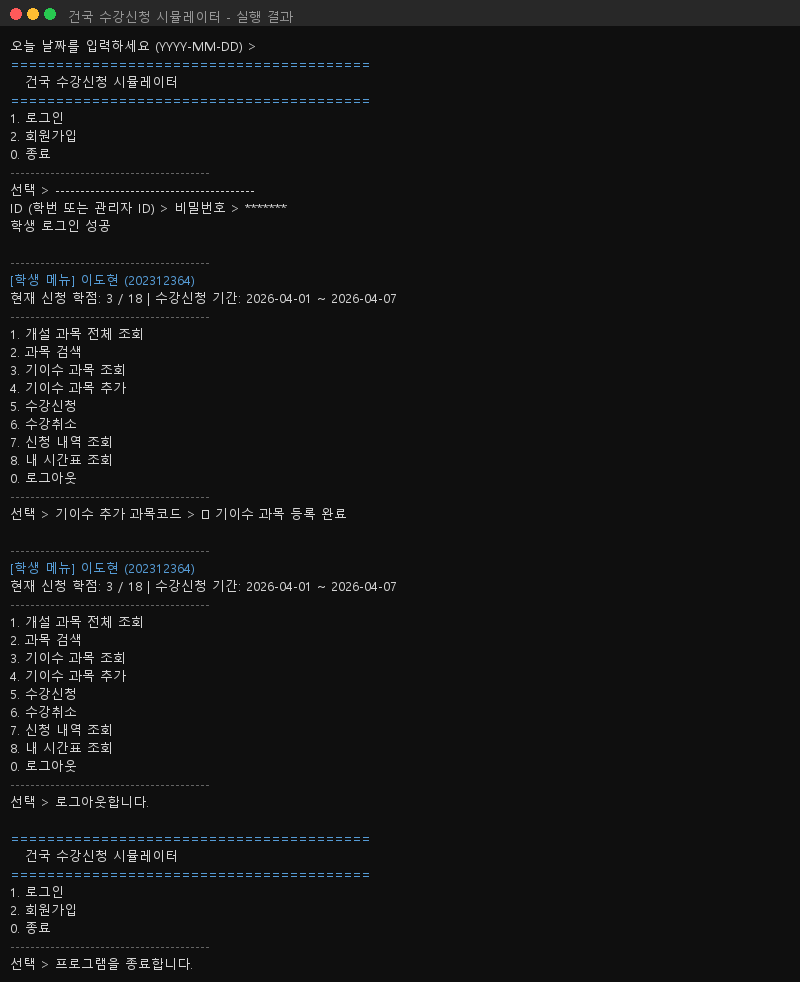 건국 수강신청 시뮬레이터 - 실행 결과
오늘 날짜를 입력하세요 (YYYY-MM-DD) >
========================================
건국 수강신청 시뮬레이터
========================================
1. 로그인
2. 회원가입
0. 종료
----------------------------------------
선택 > ----------------------------------------
ID (학번 또는 관리자 ID) > 비밀번호 > *******
학생 로그인 성공

----------------------------------------
[학생 메뉴] 이도현 (202312364)
현재 신청 학점: 3 / 18 | 수강신청 기간: 2026-04-01 ~ 2026-04-07
----------------------------------------
1. 개설 과목 전체 조회
2. 과목 검색
3. 기이수 과목 조회
4. 기이수 과목 추가
5. 수강신청
6. 수강취소
7. 신청 내역 조회
8. 내 시간표 조회
0. 로그아웃
----------------------------------------
선택 > 기이수 추가 과목코드 > ▯ 기이수 과목 등록 완료

----------------------------------------
[학생 메뉴] 이도현 (202312364)
현재 신청 학점: 3 / 18 | 수강신청 기간: 2026-04-01 ~ 2026-04-07
----------------------------------------
1. 개설 과목 전체 조회
2. 과목 검색
3. 기이수 과목 조회
4. 기이수 과목 추가
5. 수강신청
6. 수강취소
7. 신청 내역 조회
8. 내 시간표 조회
0. 로그아웃
----------------------------------------
선택 > 로그아웃합니다.

========================================
건국 수강신청 시뮬레이터
========================================
1. 로그인
2. 회원가입
0. 종료
----------------------------------------
선택 > 프로그램을 종료합니다.